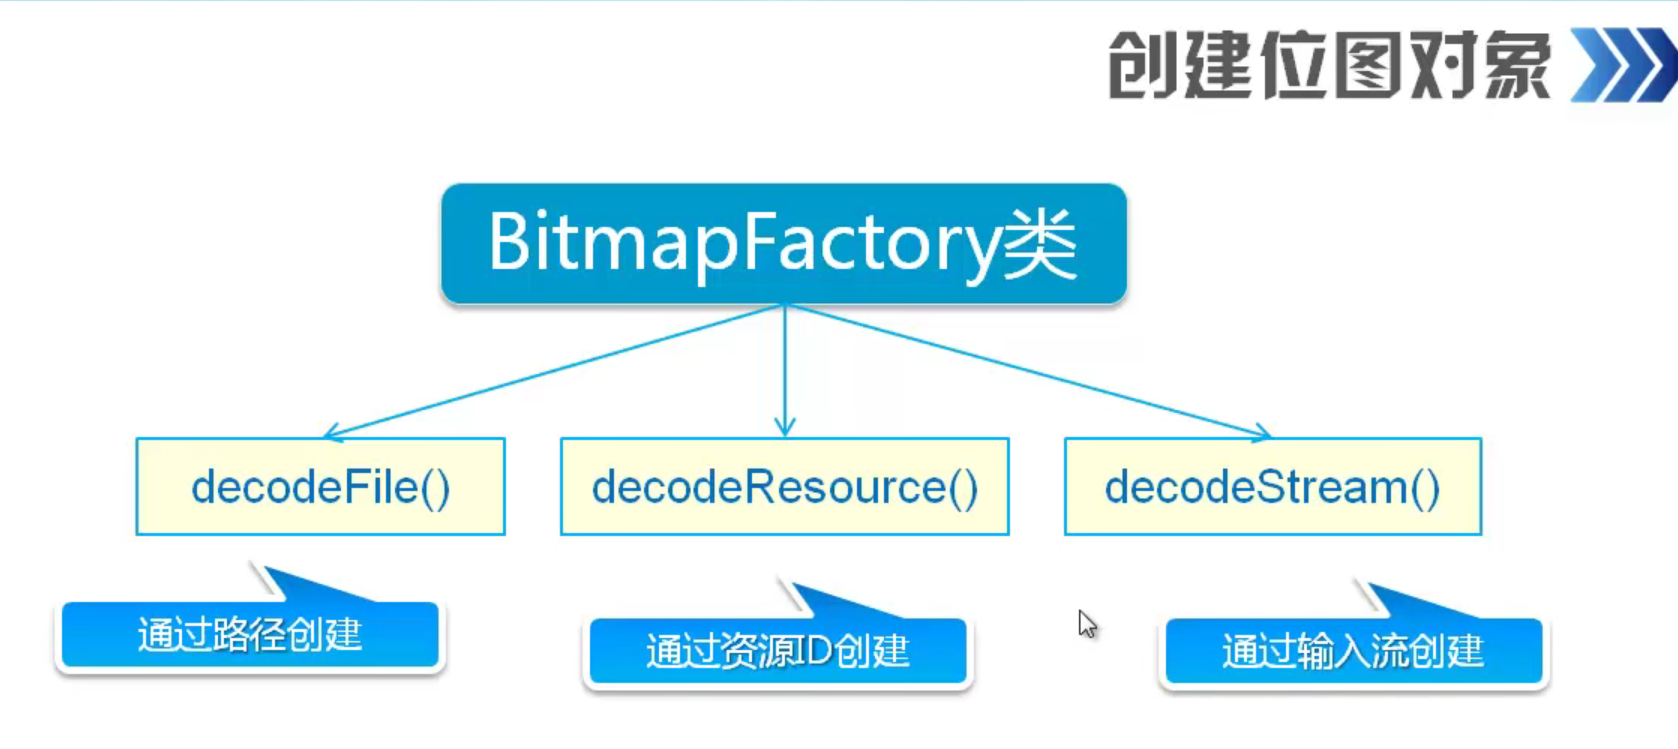 创建位图对象
BitmapFactory类
decodeFile()
decodeResource()
decodeStream()
通过路径创建
通过资源ID创建
通过输入流创建